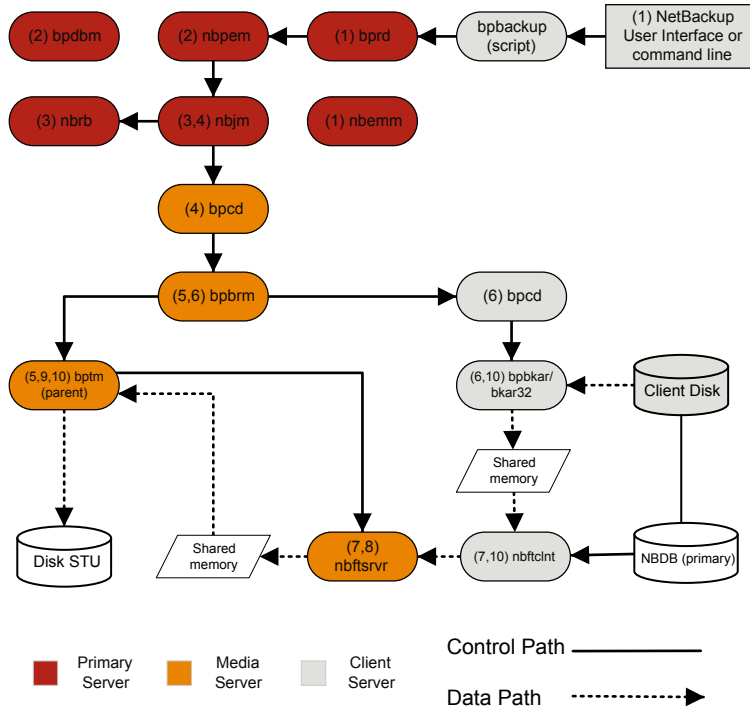 (2) bpdbm
(2) nbpem
(1) bprd
bpbackup
(script)
(1) NetBackup
User Interface or
command line
(3) nbrb
(3,4) nbjm
(1) nbemm
(4) bpcd
(5,6) bpbrm
(6) bpcd
(5,9,10) bptm
(parent)
(6,10) bpbkar/
bkar32
Client Disk
Shared
memory
Disk STU
Shared
memory
(7,8)
nbftsrvr
(7,10) nbftclnt
NBDB (primary)
Primary
Server
Media
Server
Client
Server
Control Path
Data Path